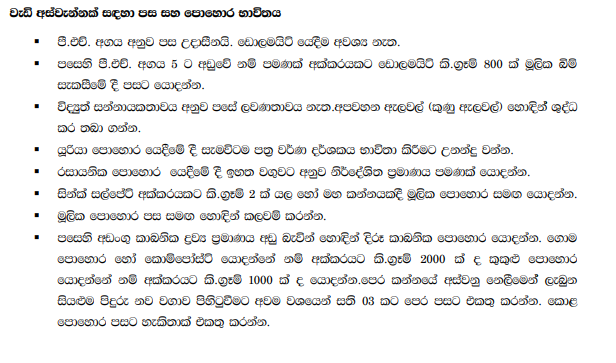 වැඩි අස්වැන්නක් සඳහා පස සහ පොහොර භාවිතය
▪ පී.එච්. අගය අනුව පස උදාසීනයි. ඩොලමයිට් යෙදීම අවශ්‍ය නැත.
▪ පසෙහි පී.එච්. අගය 5 ට අඩුවේ නම් පමණක් අක්කරයකට ඩොලමයිට් කි.ග්‍රෑම් 800 ක් මූලික බිම්
සැකසීමේ දී පසට යොදන්න.
▪ විද්‍යුත් සන්නායකතාවය අනුව පසේ ලවණතාවය නැත.අපවහන ඇලවල් (කුණු ඇලවල්) හොඳින් ශුද්ධ
කර තබා ගන්න.
▪ යූරියා පොහොර යෙදීමේ දී සැමවිටම පත්‍ර වර්ණ දර්ශකය භාවිතා කිරීමට උනන්දු වන්න.
▪ රසායනික පොහොර යෙදීමේ දී ඉහත වගුවට අනුව නිර්දේශිත ප්‍රමාණය පමණක් යොදන්න.
▪ සින්ක් සල්පේට් අක්කරයකට කි.ග්‍රෑම් 2 ක් යල හෝ මහ කන්නයකදී මූලික පොහොර සමඟ යොදන්න.
▪ මූලික පොහොර පස සමඟ හොඳින් කලවම් කරන්න.
▪ පසෙහි අඩංගු කාබනික ද්‍රව්‍ය ප්‍රමාණය අඩු බැවින් හොඳින් දිරූ කාබනික පොහොර යොදන්න. ගොම
පොහොර හෝ කොම්පෝස්ට් යොදන්නේ නම් අක්කරයට කි.ග්‍රෑම් 2000 ක් ද කුකුළු පොහොර
යොදන්නේ නම් අක්කරයට කි.ග්‍රෑම් 1000 ක් ද යොදන්න.පෙර කන්නයේ අස්වනු නෙලීමෙන් ලැබුන
සියළුම පිදුරු නව වගාව පිහිටුවීමට අවම වශයෙන් සති 03 කට පෙර පසට එකතු කරන්න. කොළ
පොහොර පසට හැකිතාක් එකතු කරන්න.